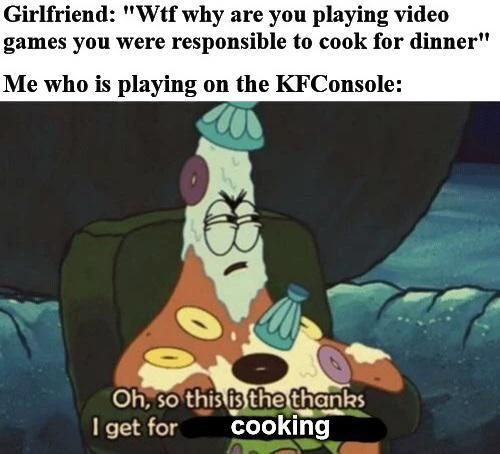 Girlfriend: "Wtf why are you playing video
games you were responsible to cook for dinner"
Me who is playing on the KFConsole:
Oh, so this is the thanks
I get for cooking